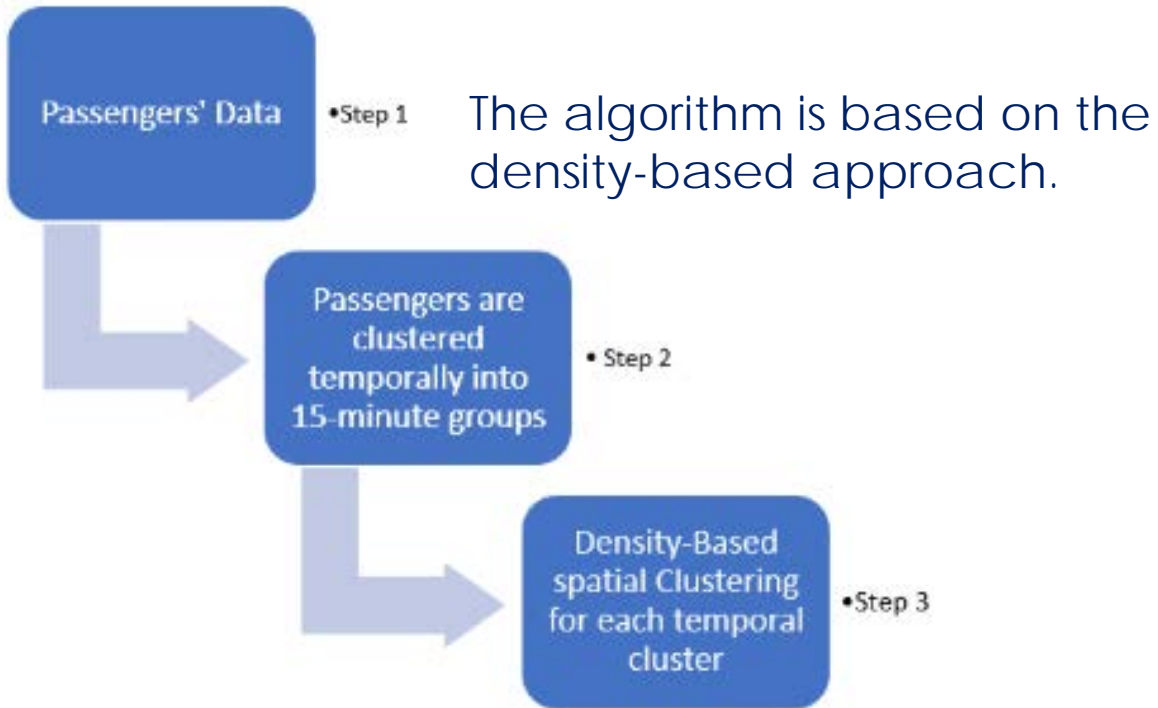 Passengers' Data
•Step 1
The algorithm is based on the
density-based approach.
Passengers are
clustered
temporally into
15-minute groups
• Step 2
Density-Based
spatial Clustering
for each temporal
cluster
•Step 3